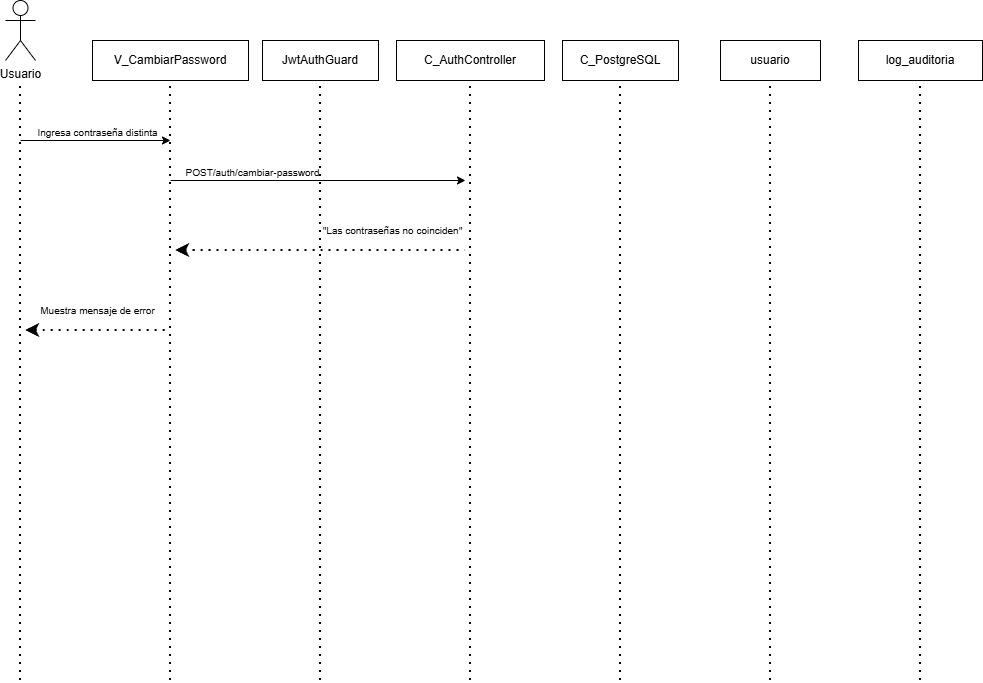 Usuario
V_CambiarPassword
JwtAuthGuard
C_AuthController
C_PostgreSQL
usuario
log_auditoria
Ingresa contraseña distinta
POST/auth/cambiar-password
"Las contraseñas no coinciden"
Muestra mensaje de error